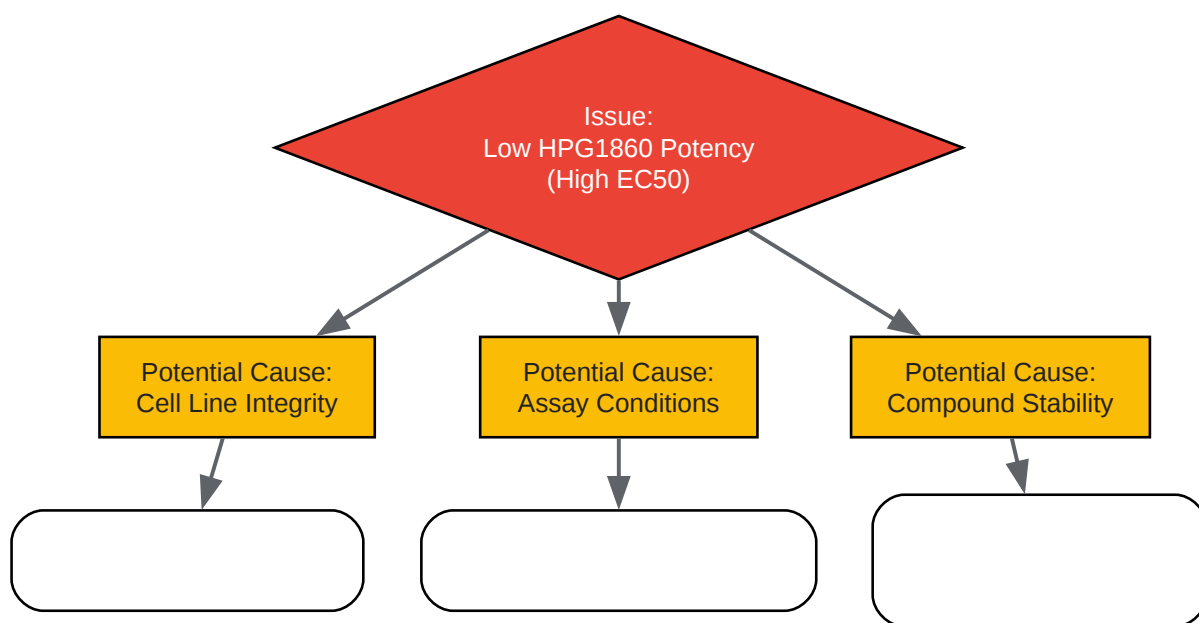 Issue:
Low HPG1860 Potency
(High EC50)
Potential Cause:
Cell Line Integrity
Potential Cause:
Assay Conditions
Potential Cause:
Compound Stability